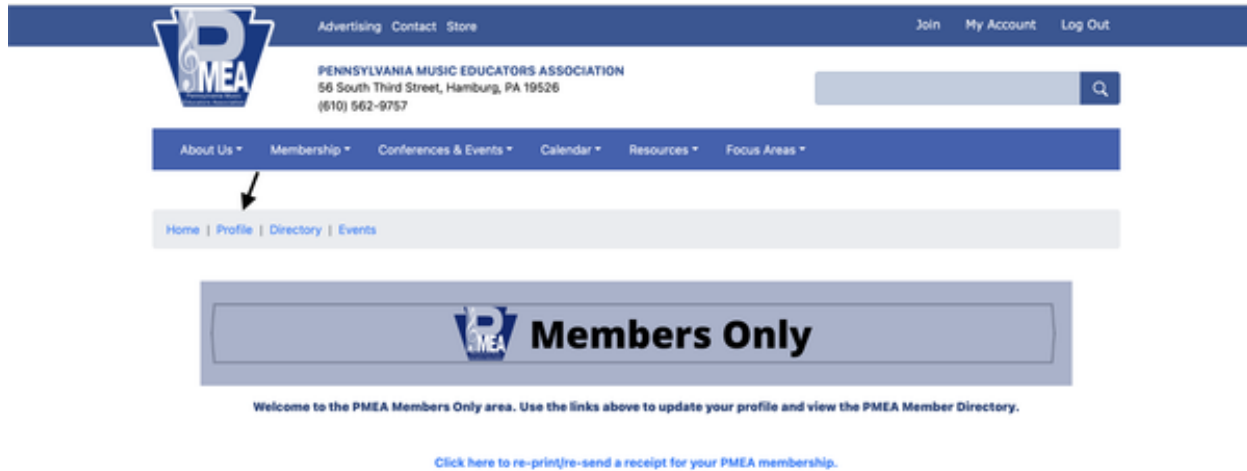 Advertising Contact Store
Join My Account Log Out
PMEA
PENNSYLVANIA MUSIC EDUCATORS ASSOCIATION
56 South Third Street, Hamburg, PA 19526
(610) 562-9757
About Us Membership Conferences & Events Calendar Resources Focus Areas
Home | Profile | Directory | Events
PMEA Members Only
Welcome to the PMEA Members Only area. Use the links above to update your profile and view the PMEA Member Directory.
Click here to re-print/re-send a receipt for your PMEA membership.